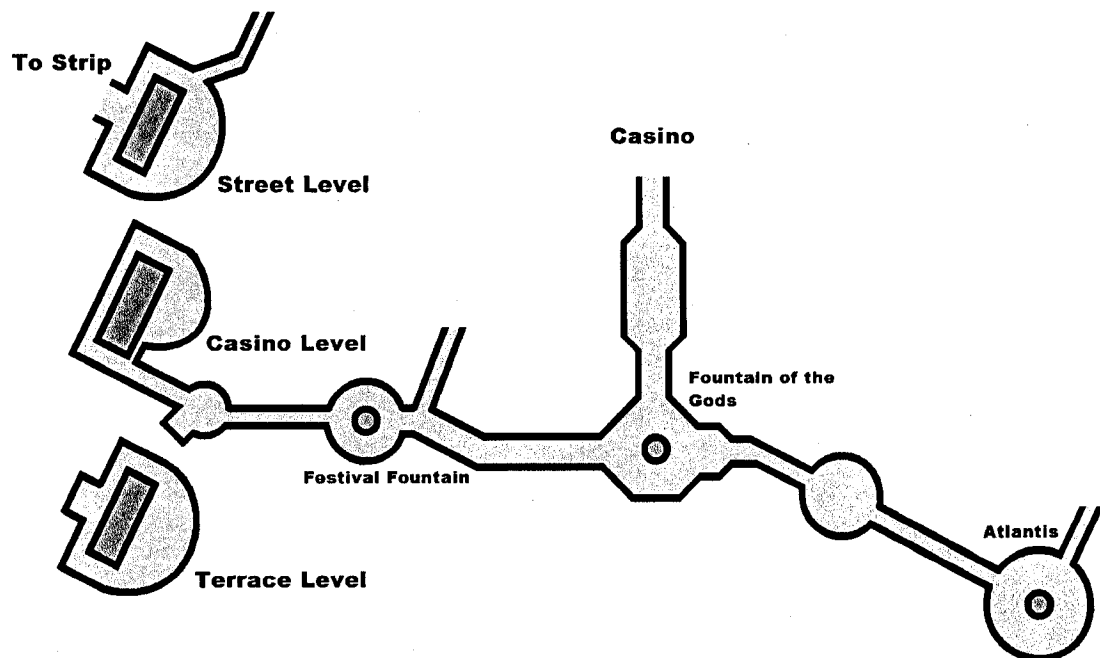 To Strip
Street Level
Casino
Casino Level
Fountain of the
Gods
Festival Fountain
Atlantis
Terrace Level